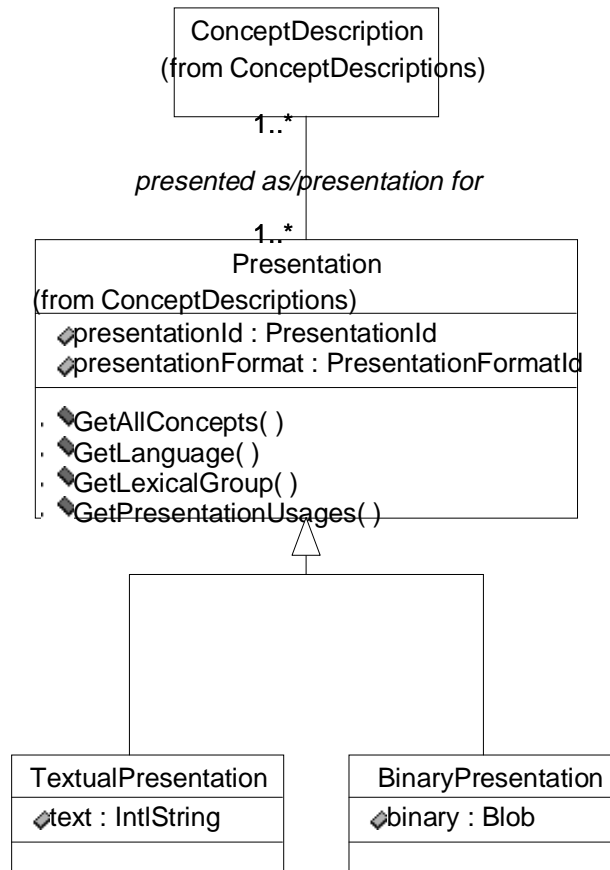 ConceptDescription
(from ConceptDescriptions)
1..*
presented as/presentation for
1..*
Presentation
(from ConceptDescriptions)
presentationId : PresentationId
presentationFormat : PresentationFormatId
GetAllConcepts( )
GetLanguage( )
GetLexicalGroup( )
GetPresentationUsages( )
TextualPresentation
text : IntlString
BinaryPresentation
binary : Blob